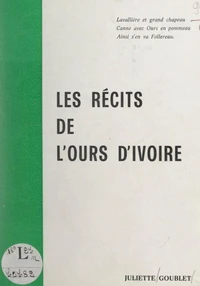 Lavallière et grand chapeau
Canne avec Ours en pommeau
Ainsi s'en va Follereau.
LES RÉCITS
DE
L'OURS D'IVOIRE
L
JULIETTE GOUBLET